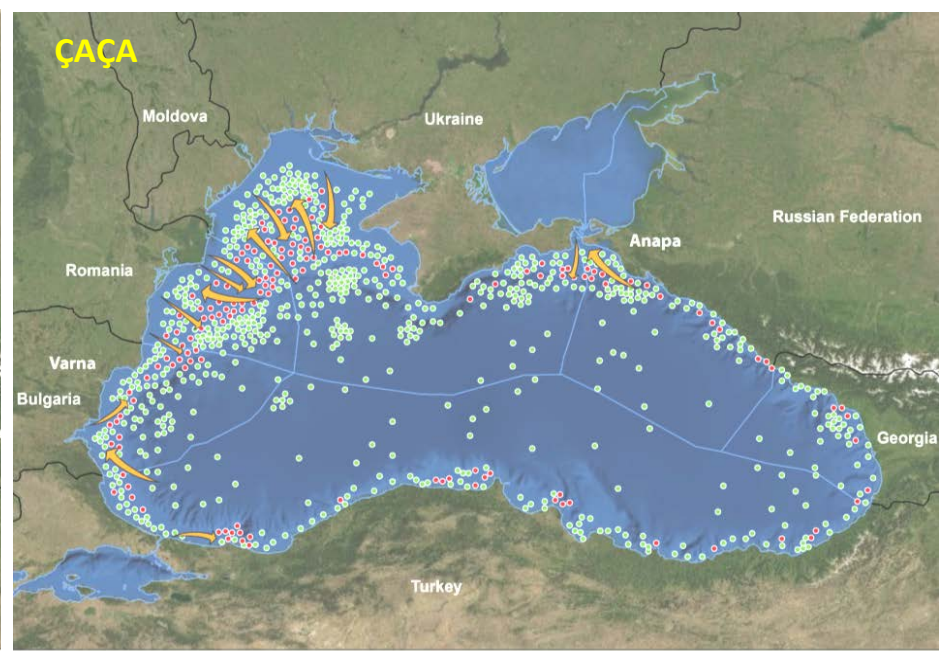 ÇAÇA
Moldova
Ukraine
Russian Federation
Anapa
Romania
Varna
Bulgaria
Georgia
Turkey